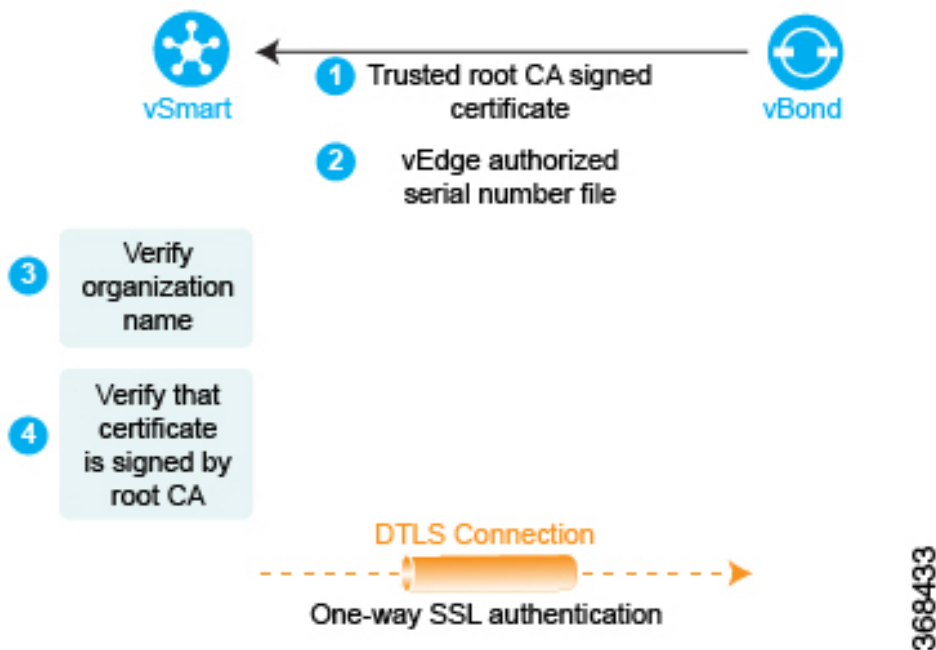 vSmart
1
Trusted root CA signed
certificate
vBond
2
vEdge authorized
serial number file
3
Verify
organization
name
4
Verify that
certificate
is signed by
root CA
DTLS Connection
One-way SSL authentication
368433